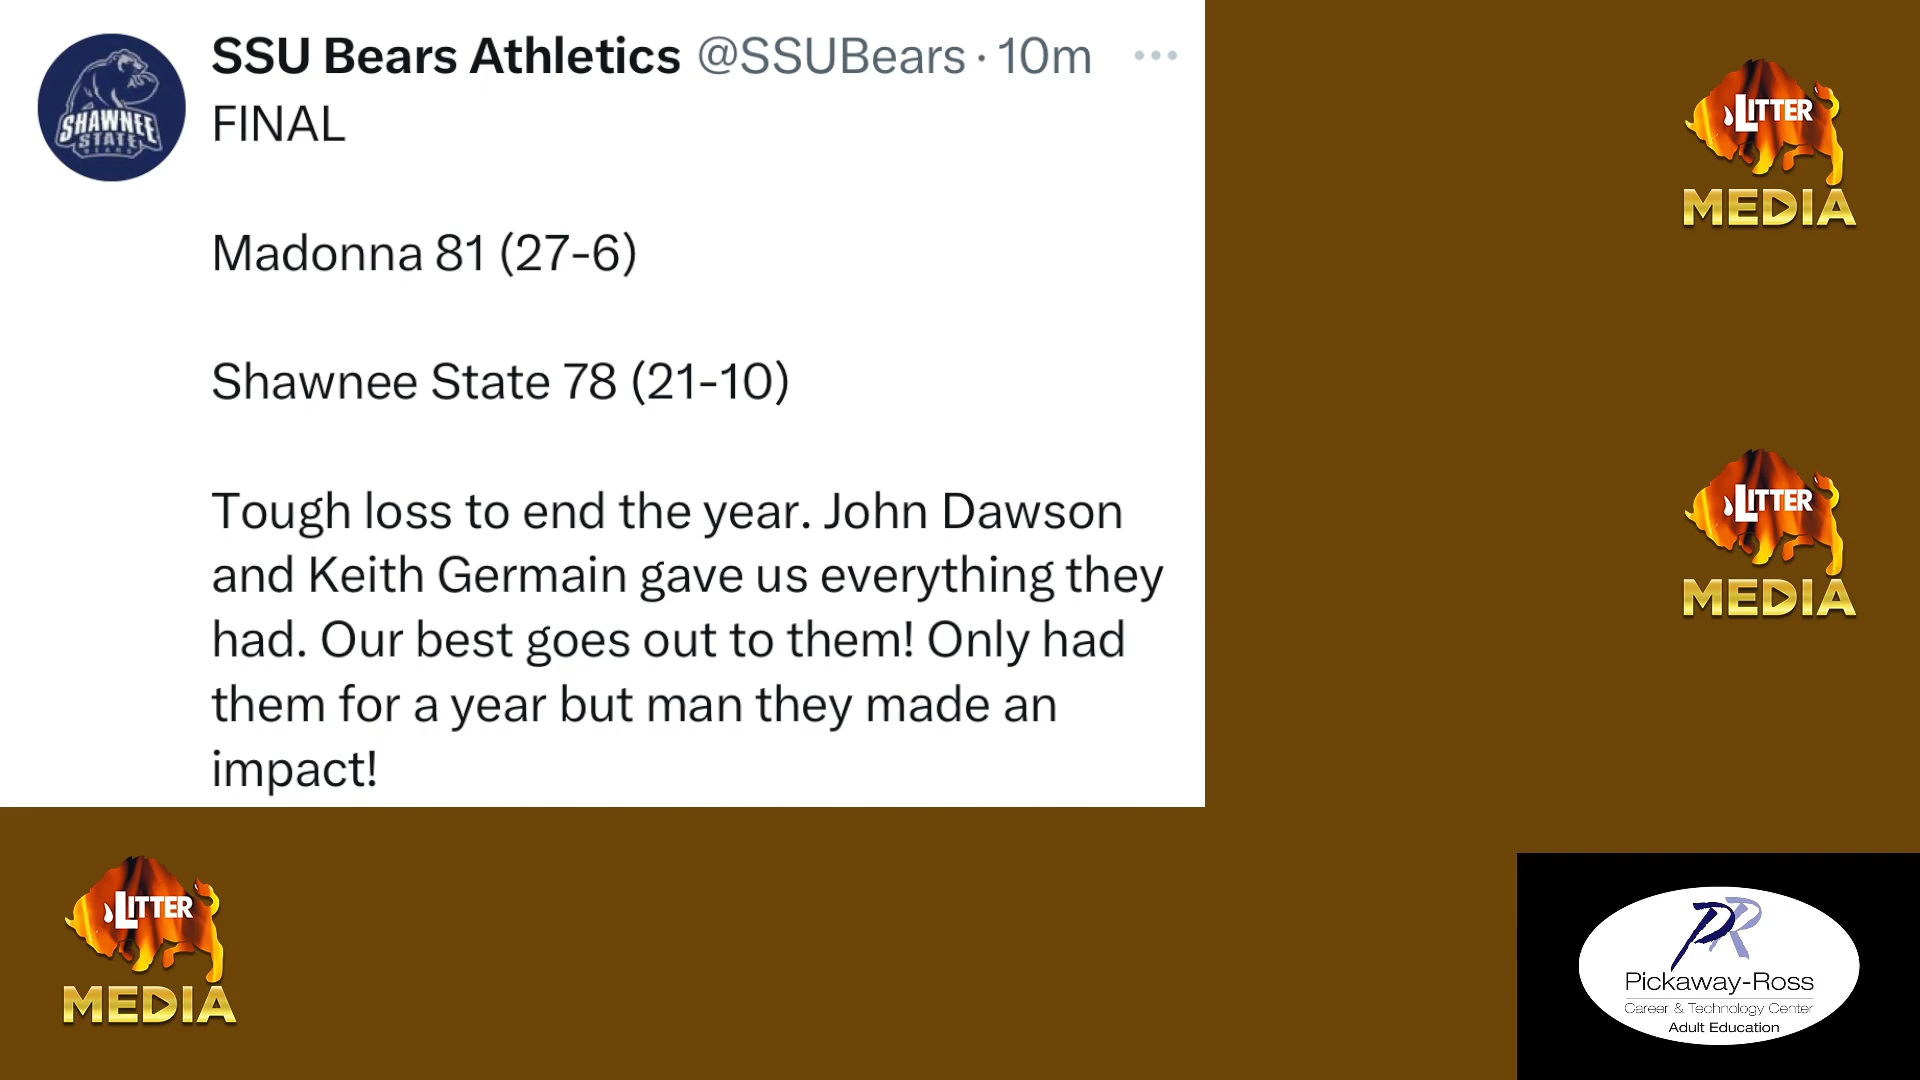 SSU Bears Athletics @SSUBears · 10m ...
FINAL
Madonna 81 (27-6)
Shawnee State 78 (21-10)
Tough loss to end the year. John Dawson
and Keith Germain gave us everything they
had. Our best goes out to them! Only had
them for a year but man they made an
impact!
SHAWNEE
STATE
BEARS
LITTER
MEDIA
LITTER
MEDIA
LITTER
MEDIA
PR
Pickaway-Ross
Career & Technology Center
Adult Education